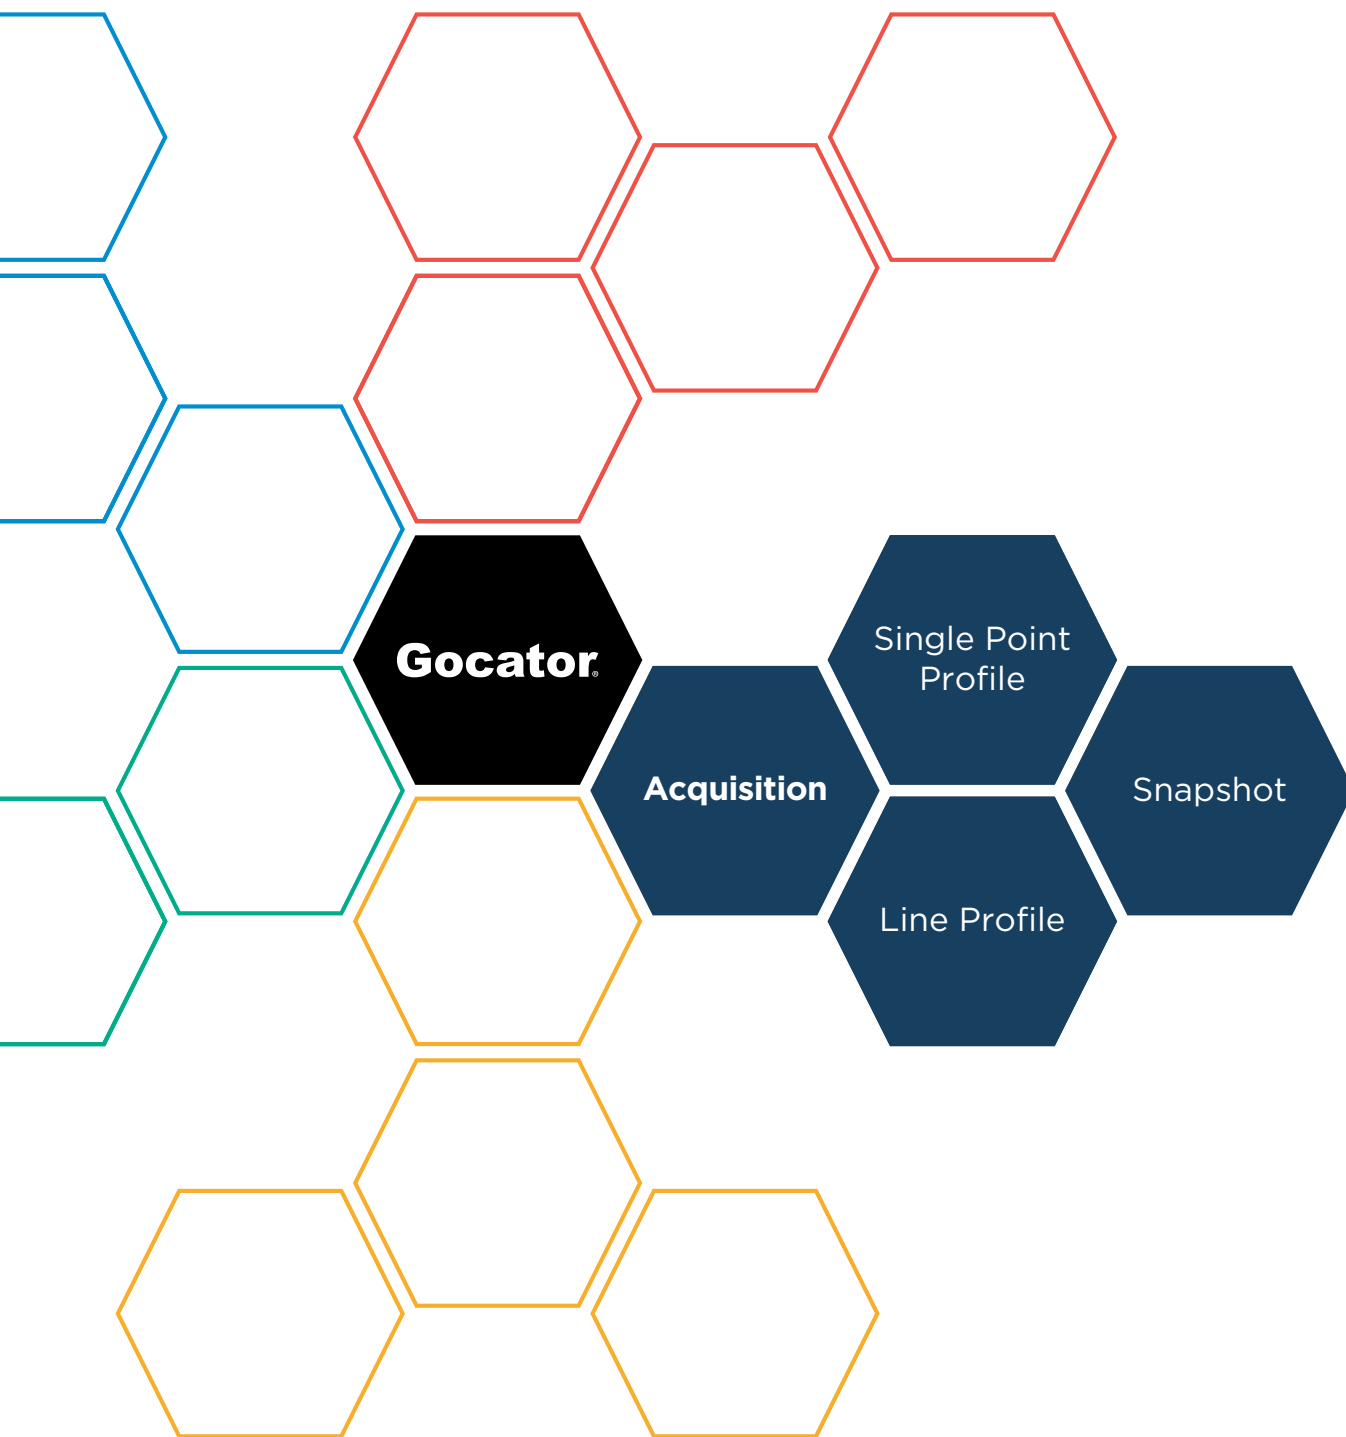 Gocator®
Acquisition
Single Point
Profile
Line Profile
Snapshot